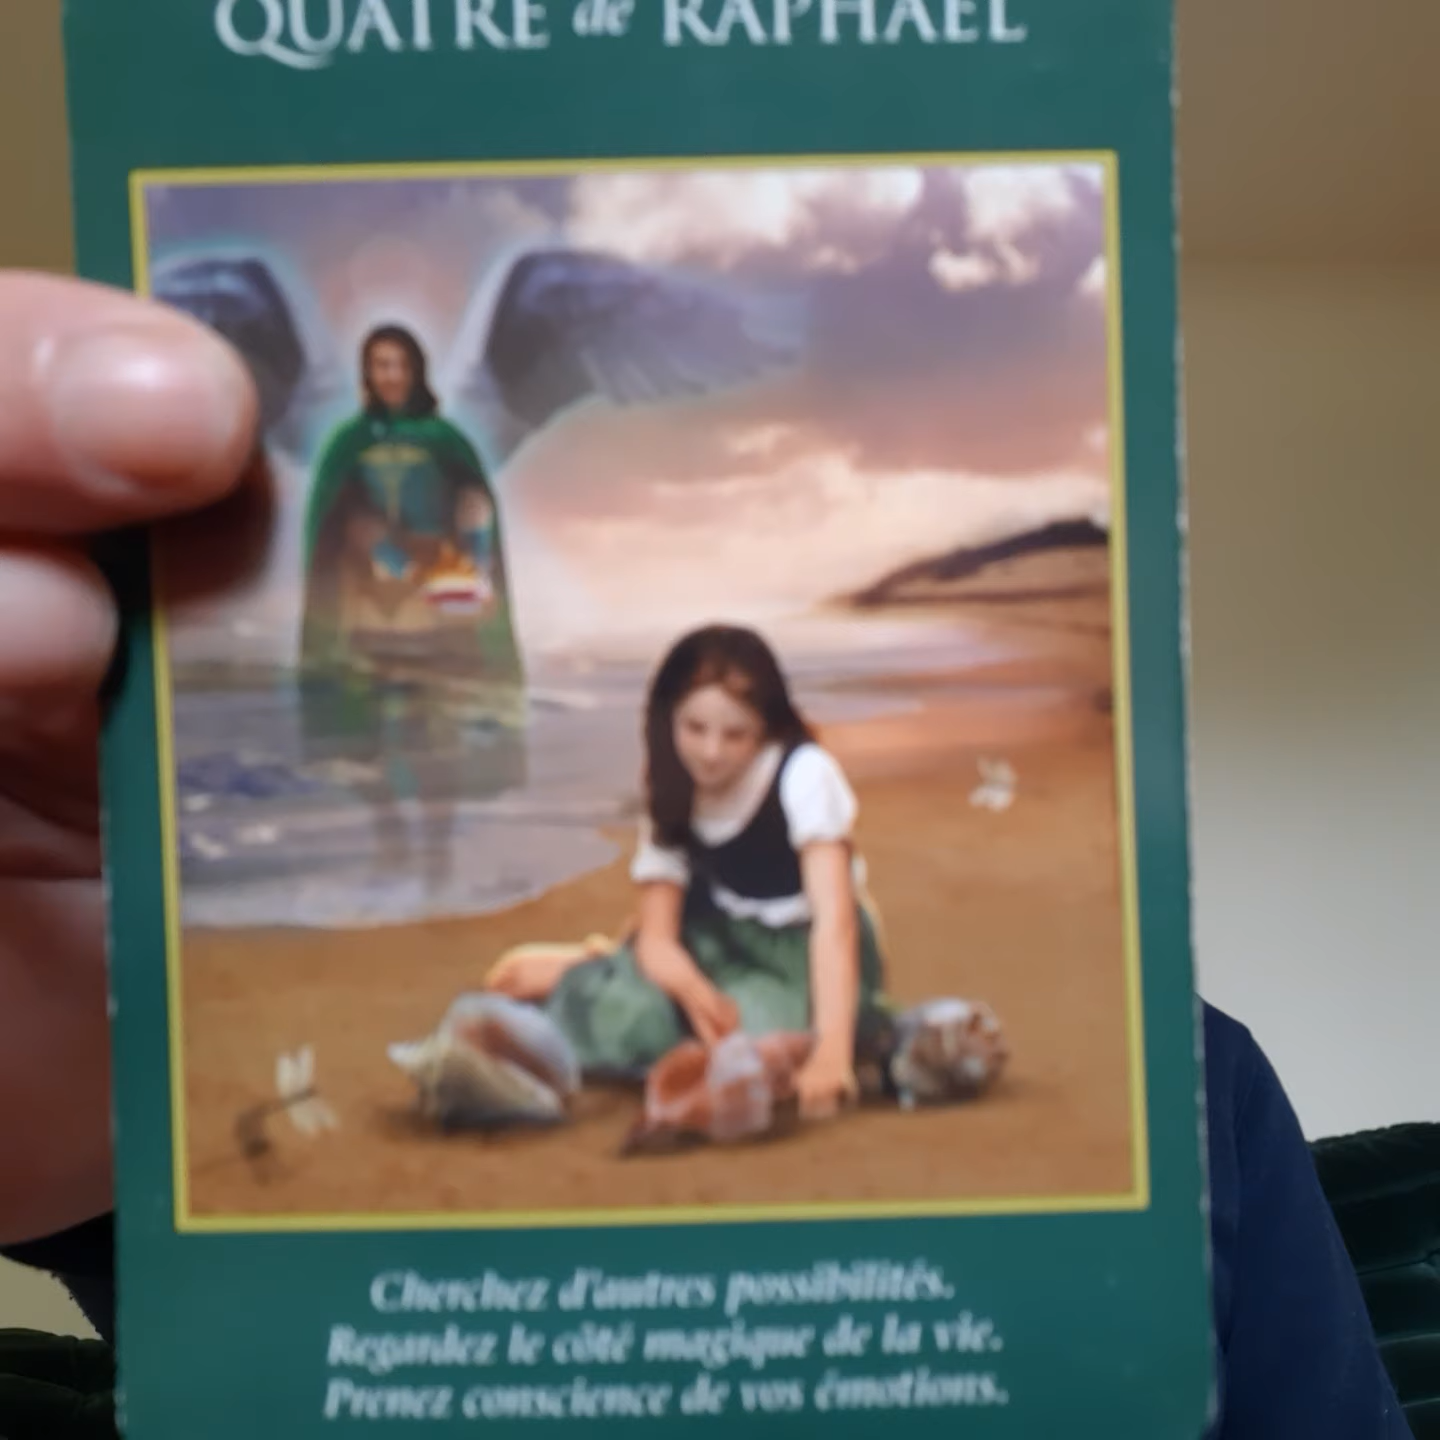 QUATRE de RAPHAËL
Cherchez d'autres possibilités.
Regardez le côté magique de la vie.
Prenez conscience de vos émotions.